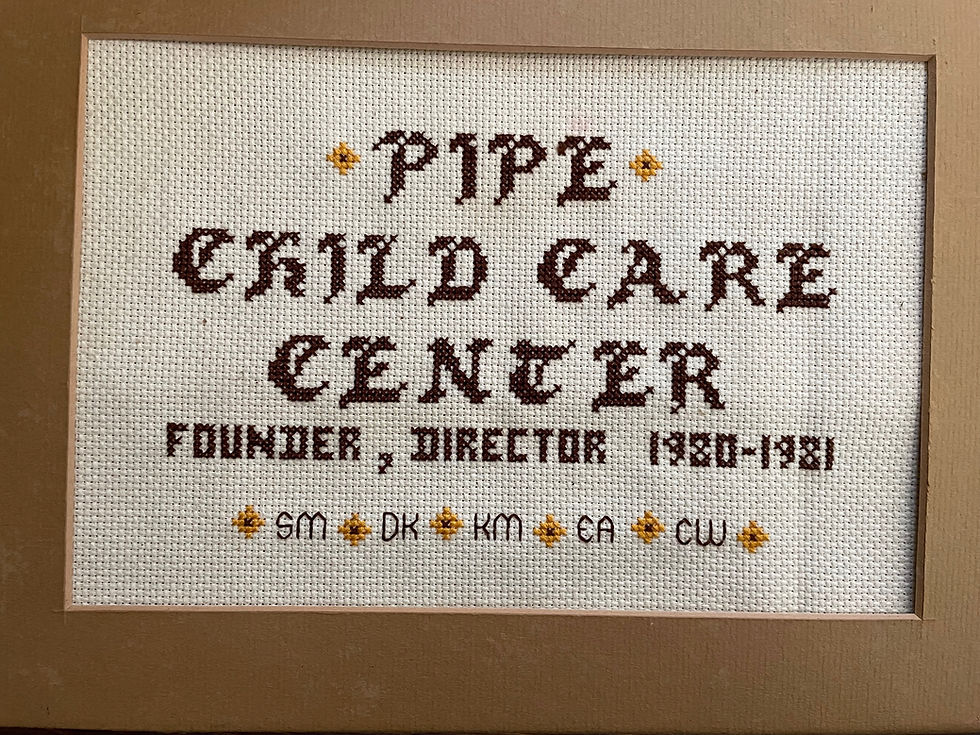 PIPE
CHILD CARE
CENTER
FOUNDER, DIRECTOR 1980-1981
SM DK KM EA CW